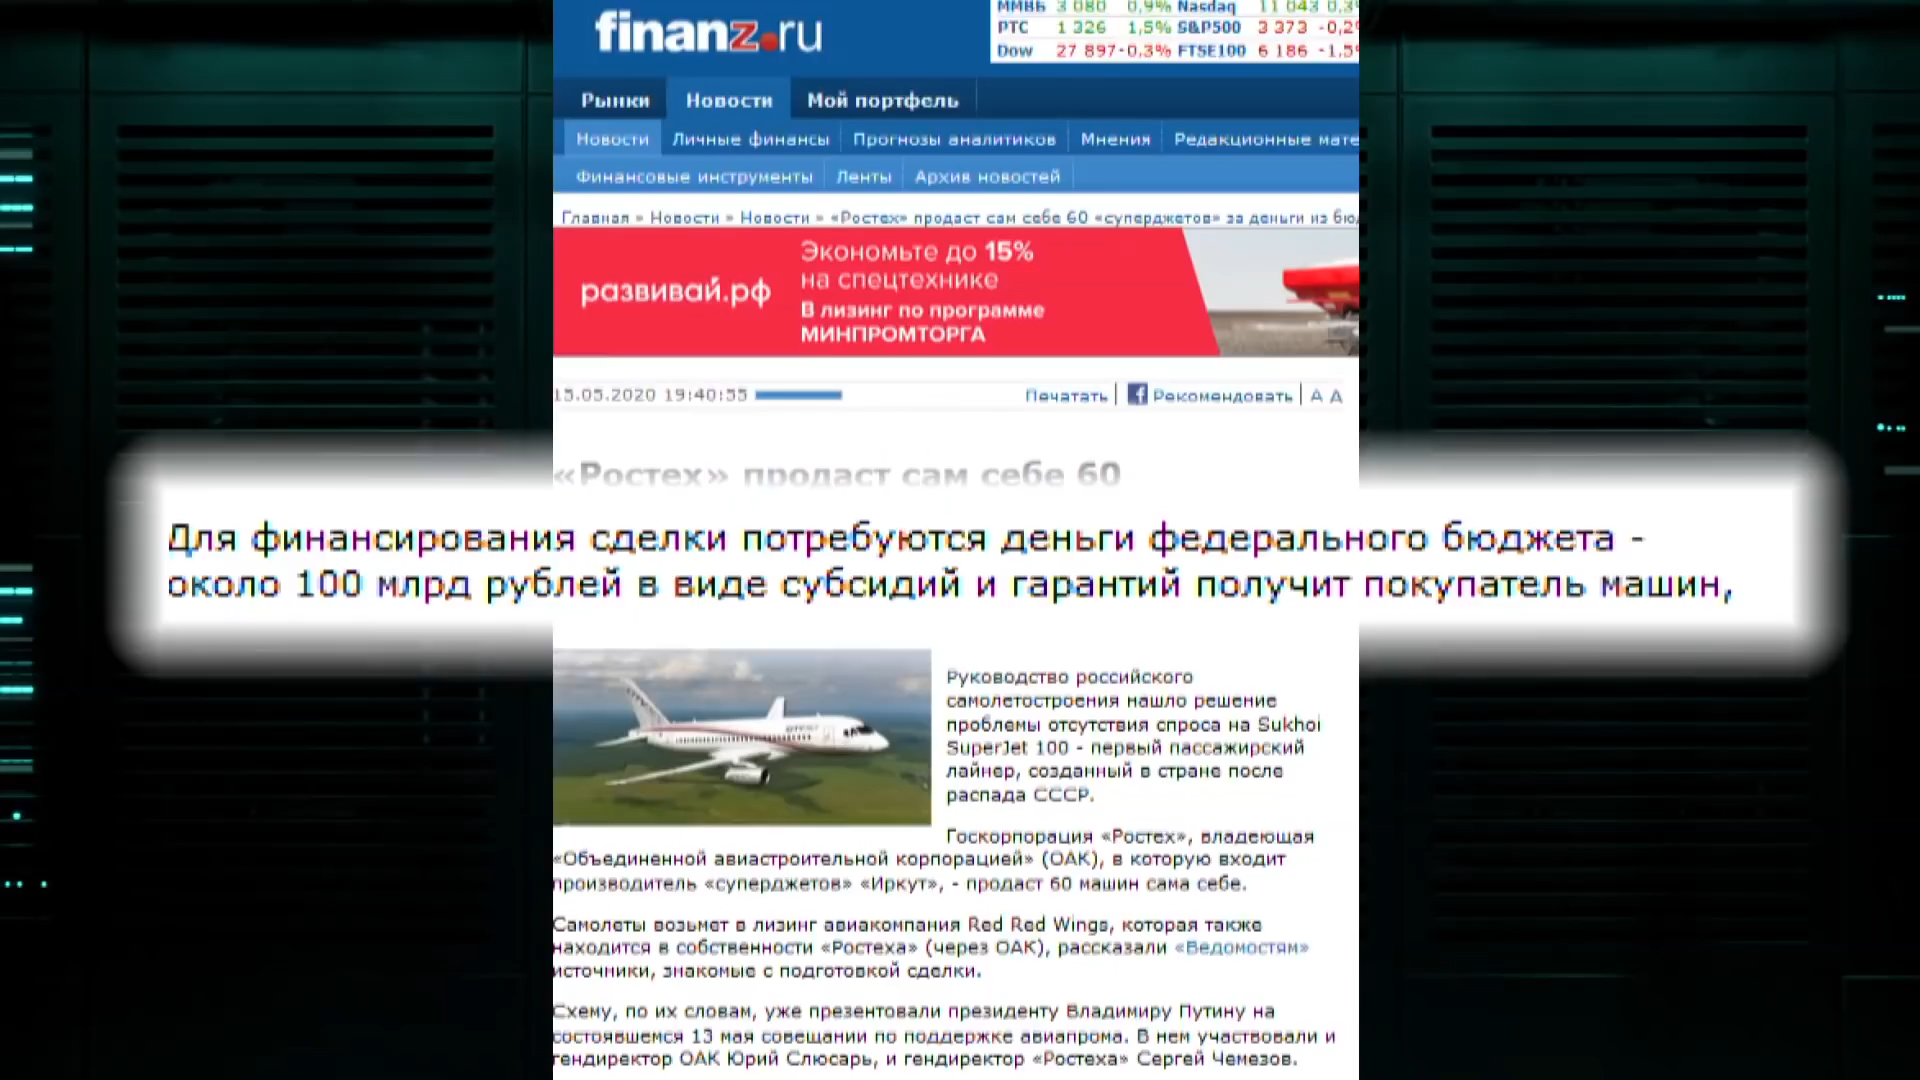 finanz.ru
ММВБ 3 080 0,9% Nasdaq 11 043 0,3%
РТС 1 326 1,5% S&P500 3 373 -0,2%
Dow 27 897 -0,3% FTSE100 6 186 -1,5%
Рынки Новости Мой портфель
Новости Личные финансы Прогнозы аналитиков Мнения Редакционные мате
Финансовые инструменты Ленты Архив новостей
Главная » Новости » Новости » «Ростех» продаст сам себе 60 «суперджетов» за деньги из бю
развивай.рф
Экономьте до 15%
на спецтехнике
В лизинг по программе
МИНПРОМТОРГА
15.05.2020 19:40:55 Печатать Рекомендовать A A
«Ростех» продаст сам себе 60
Для финансирования сделки потребуются деньги федерального бюджета -
около 100 млрд рублей в виде субсидий и гарантий получит покупатель машин,
Руководство российского
самолетостроения нашло решение
проблемы отсутствия спроса на Sukhoi
SuperJet 100 - первый пассажирский
лайнер, созданный в стране после
распада СССР.
Госкорпорация «Ростех», владеющая
«Объединенной авиастроительной корпорацией» (ОАК), в которую входит
производитель «суперджетов» «Иркут», - продаст 60 машин сама себе.
Самолеты возьмет в лизинг авиакомпания Red Red Wings, которая также
находится в собственности «Ростеха» (через ОАК), рассказали «Ведомостям»
источники, знакомые с подготовкой сделки.
Схему, по их словам, уже презентовали президенту Владимиру Путину на
состоявшемся 13 мая совещании по поддержке авиапрома. В нем участвовали и
гендиректор ОАК Юрий Слюсарь, и гендиректор «Ростеха» Сергей Чемезов.